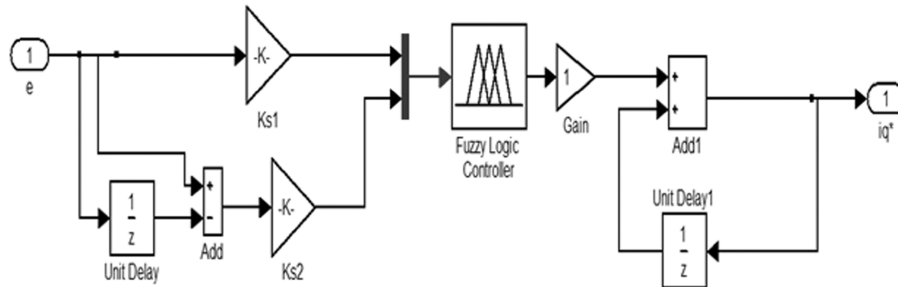 1
e
-K-
Ks1
1
z
Unit Delay
+
−
Add
-K-
Ks2
Fuzzy Logic
Controller
1
Gain
+
+
Add1
Unit Delay1
1
z
1
iq*